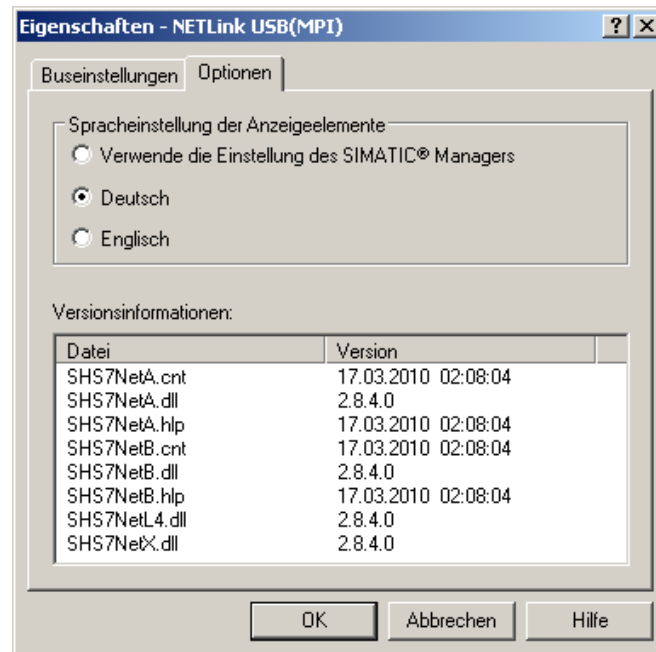 Eigenschaften - NETLink USB(MPI)
Buseinstellungen Optionen
Spracheinstellung der Anzeigeelemente
Verwende die Einstellung des SIMATIC® Managers
Deutsch
Englisch
Versionsinformationen:
Datei Version
SHS7NetA.cnt 17.03.2010 02:08:04
SHS7NetA.dll 2.8.4.0
SHS7NetA.hlp 17.03.2010 02:08:04
SHS7NetB.cnt 17.03.2010 02:08:04
SHS7NetB.dll 2.8.4.0
SHS7NetB.hlp 17.03.2010 02:08:04
SHS7NetL4.dll 2.8.4.0
SHS7NetX.dll 2.8.4.0
OK Abbrechen Hilfe